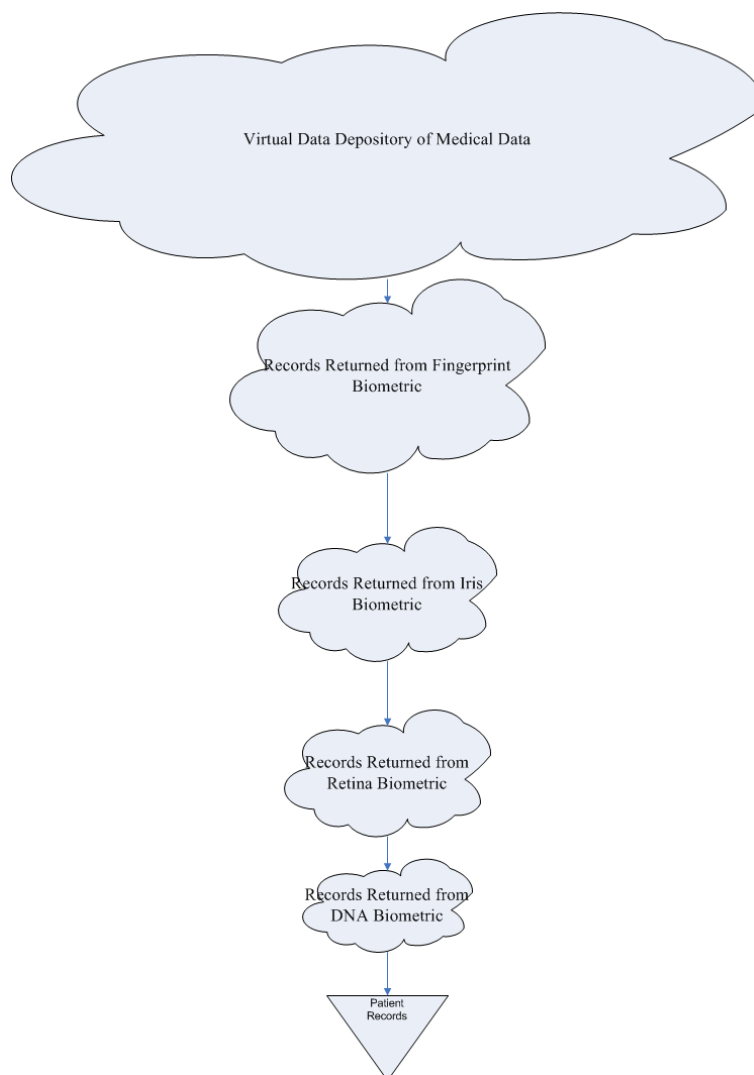 Virtual Data Depository of Medical Data
Records Returned from Fingerprint
Biometric
Records Returned from Iris
Biometric
Records Returned from
Retina Biometric
Records Returned from
DNA Biometric
Patient
Records